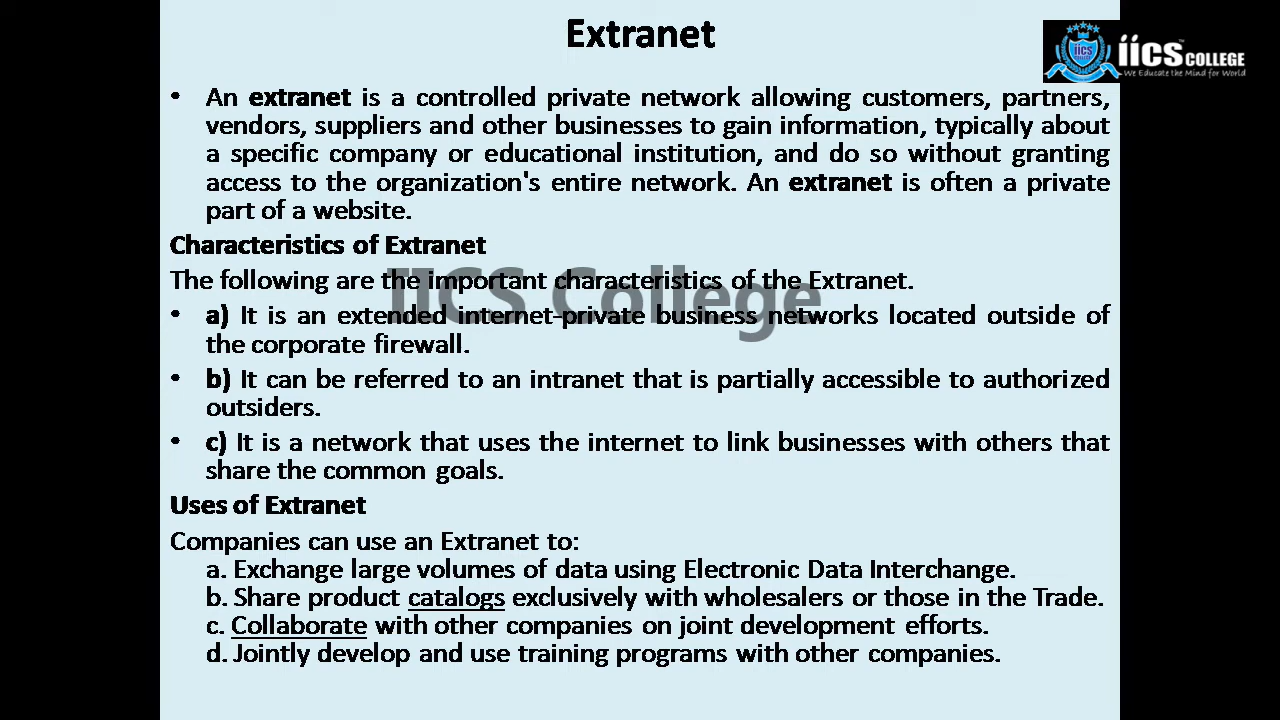 Extranet
iiCS COLLEGE
We Educate the Mind for World
• An extranet is a controlled private network allowing customers, partners,
vendors, suppliers and other businesses to gain information, typically about
a specific company or educational institution, and do so without granting
access to the organization's entire network. An extranet is often a private
part of a website.
Characteristics of Extranet
The following are the important characteristics of the Extranet.
IICS College
• a) It is an extended internet-private business networks located outside of
the corporate firewall.
• b) It can be referred to an intranet that is partially accessible to authorized
outsiders.
• c) It is a network that uses the internet to link businesses with others that
share the common goals.
Uses of Extranet
Companies can use an Extranet to:
a. Exchange large volumes of data using Electronic Data Interchange.
b. Share product catalogs exclusively with wholesalers or those in the Trade.
c. Collaborate with other companies on joint development efforts.
d. Jointly develop and use training programs with other companies.